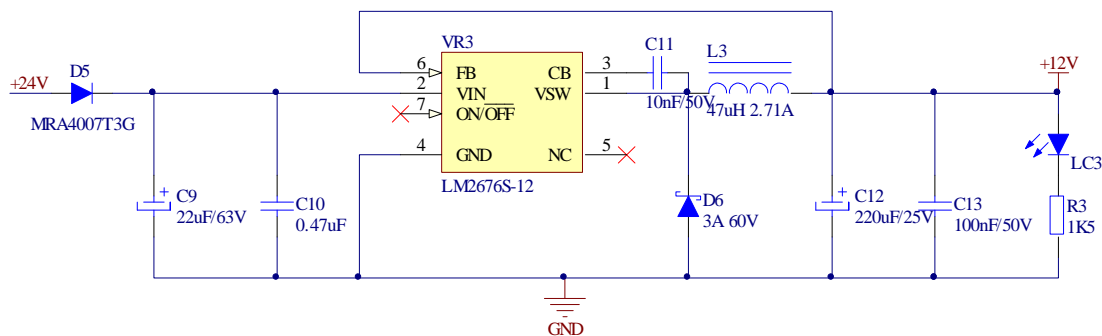 VR3
C11
L3
+24V
D5
MRA4007T3G
6
FB
2
VIN
7
ON/OFF
4
GND
CB
3
VSW
1
NC
5
LM2676S-12
10nF/50V
47uH 2.71A
+12V
LC3
C9
22uF/63V
C10
0.47uF
D6
3A 60V
C12
220uF/25V
C13
100nF/50V
R3
1K5
GND